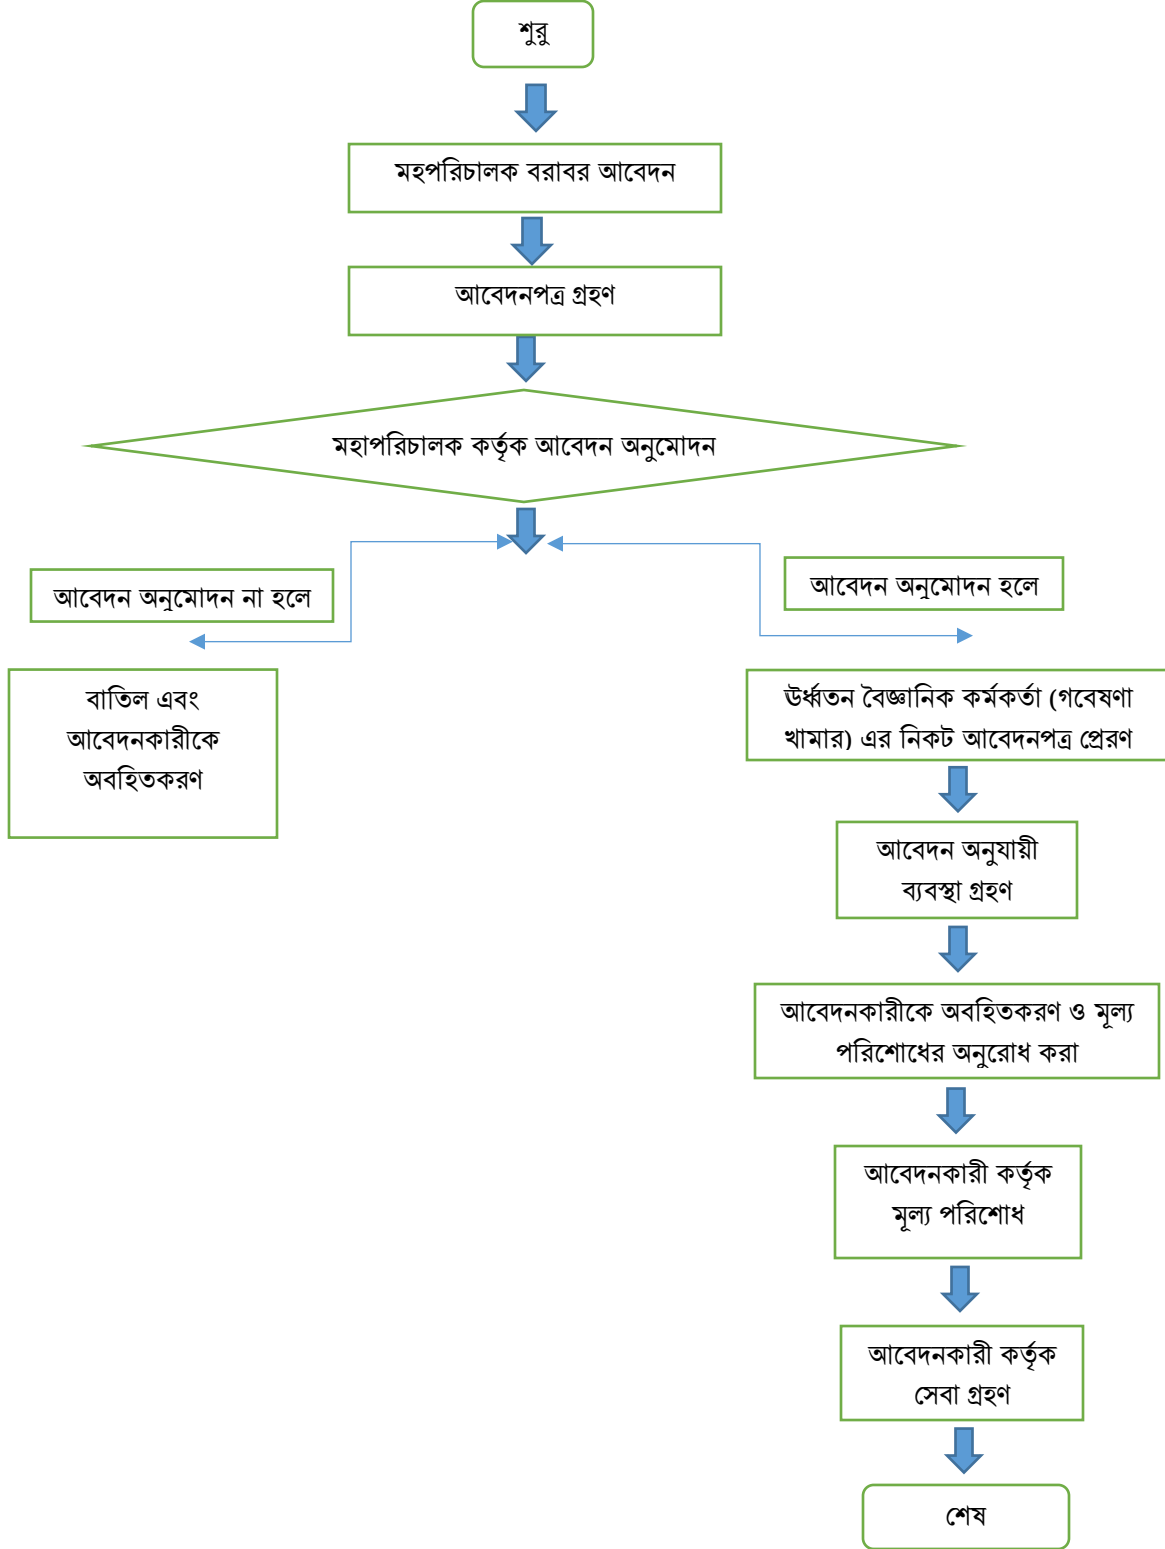 শুরু
মহপরিচালক বরাবর আবেদন
আবেদনপত্র গ্রহণ
মহাপরিচালক কর্তৃক আবেদন অনুমোদন
আবেদন অনুমোদন না হলে
আবেদন অনুমোদন হলে
বাতিল এবং
আবেদনকারীকে
অবহিতকরণ
ঊর্ধ্বতন বৈজ্ঞানিক কর্মকর্তা (গবেষণা
খামার) এর নিকট আবেদনপত্র প্রেরণ
আবেদন অনুযায়ী
ব্যবস্থা গ্রহণ
আবেদনকারীকে অবহিতকরণ ও মূল্য
পরিশোধের অনুরোধ করা
আবেদনকারী কর্তৃক
মূল্য পরিশোধ
আবেদনকারী কর্তৃক
সেবা গ্রহণ
শেষ